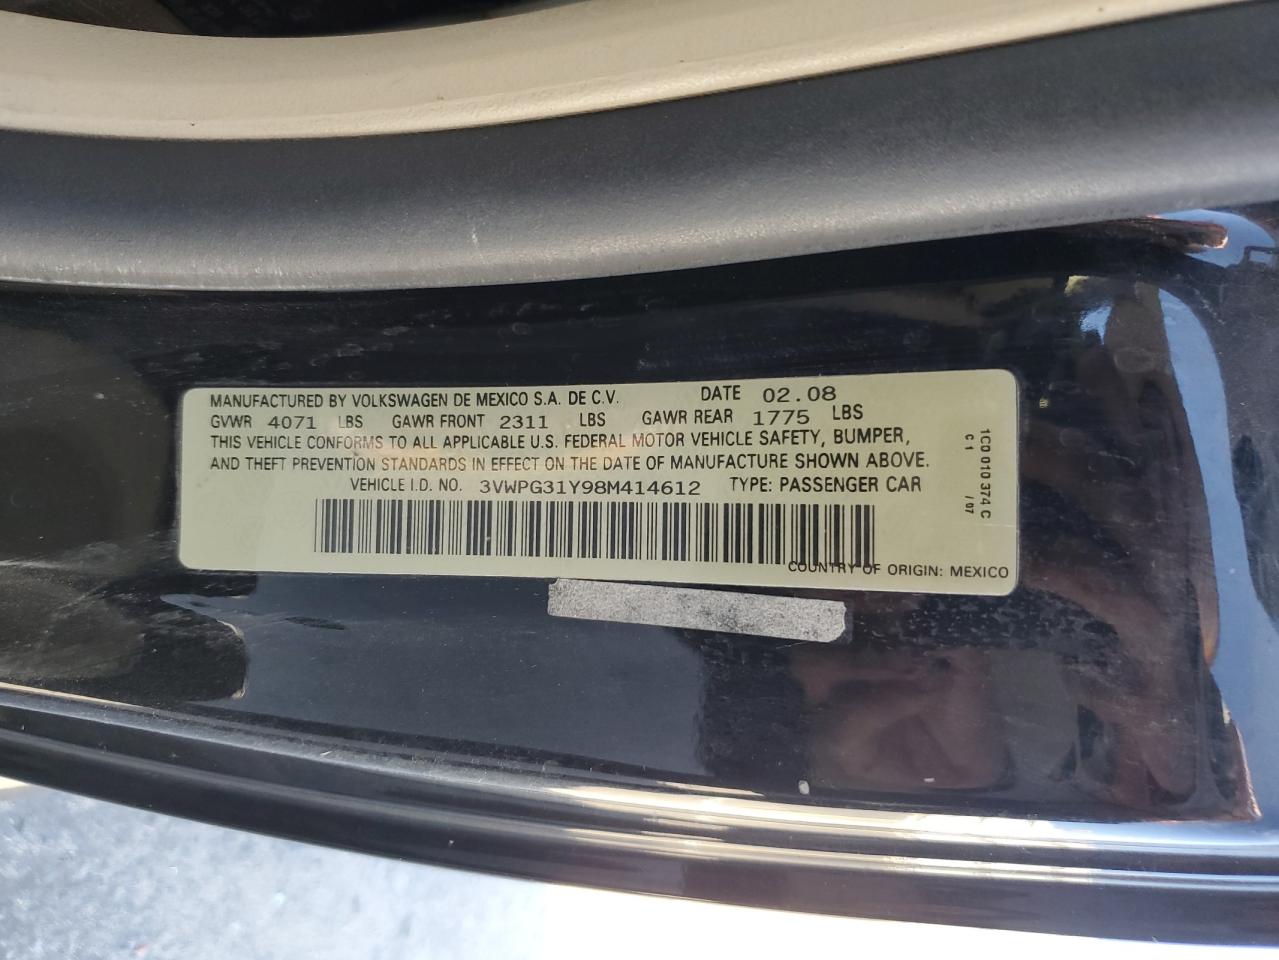 MANUFACTURED BY VOLKSWAGEN DE MEXICO S.A. DE C.V. DATE 02.08
GVWR 4071 LBS GAWR FRONT 2311 LBS GAWR REAR 1775 LBS
THIS VEHICLE CONFORMS TO ALL APPLICABLE U.S. FEDERAL MOTOR VEHICLE SAFETY, BUMPER,
AND THEFT PREVENTION STANDARDS IN EFFECT ON THE DATE OF MANUFACTURE SHOWN ABOVE.
VEHICLE I.D. NO. 3VWPG31Y98M414612 TYPE: PASSENGER CAR
COUNTRY OF ORIGIN: MEXICO
1C0 010 374 C
C1 /07